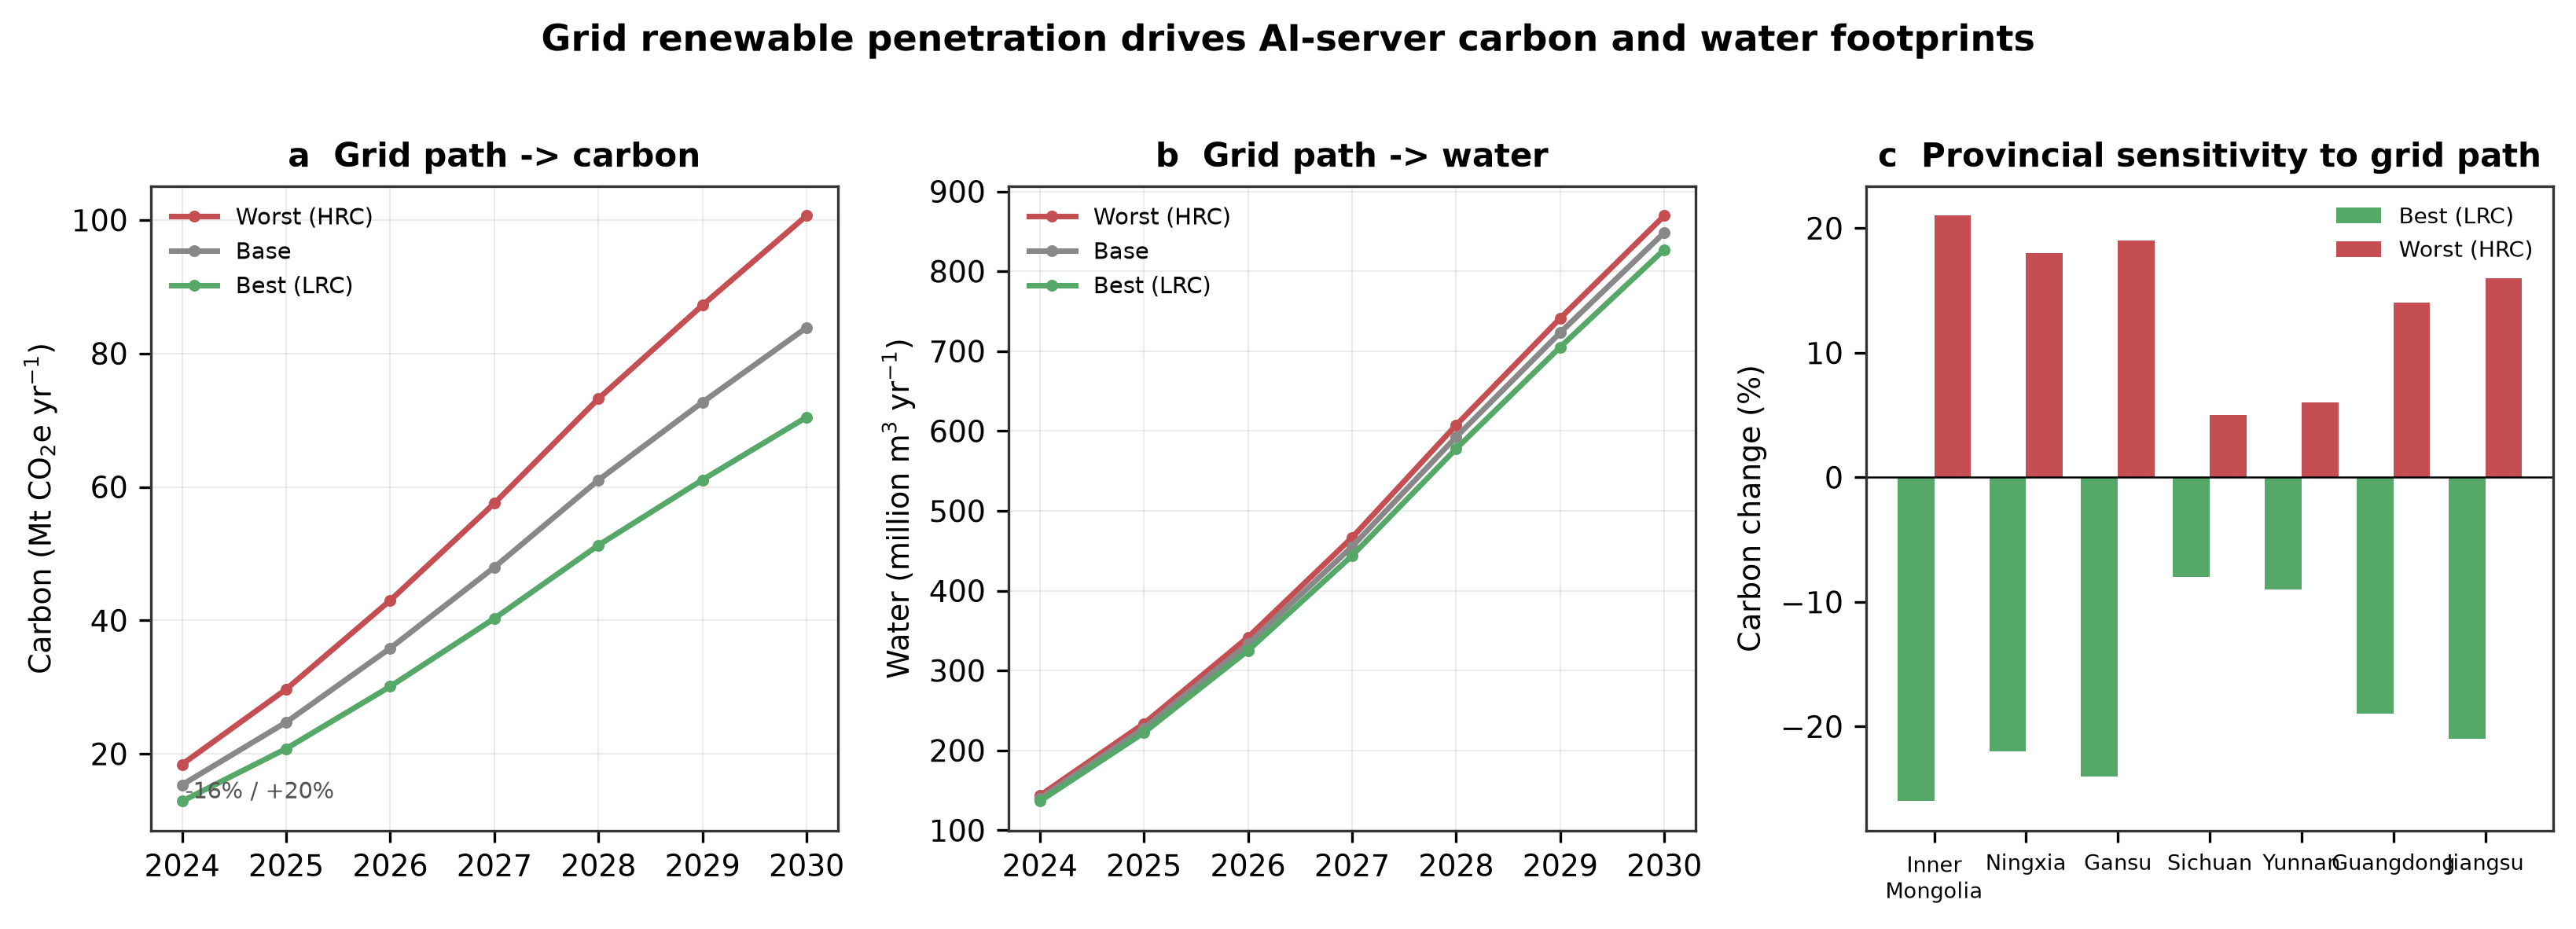 Grid renewable penetration drives AI-server carbon and water footprints
a Grid path -> carbon
Carbon (Mt CO₂e yr⁻¹)
100
80
60
40
20
Worst (HRC)
Base
Best (LRC)
-16% / +20%
2024 2025 2026 2027 2028 2029 2030
b Grid path -> water
Water (million m³ yr⁻¹)
900
800
700
600
500
400
300
200
100
Worst (HRC)
Base
Best (LRC)
2024 2025 2026 2027 2028 2029 2030
c Provincial sensitivity to grid path
Carbon change (%)
20
10
0
−10
−20
Best (LRC)
Worst (HRC)
Inner Ningxia Gansu Sichuan Yunnan Guangdong Jiangsu
Mongolia